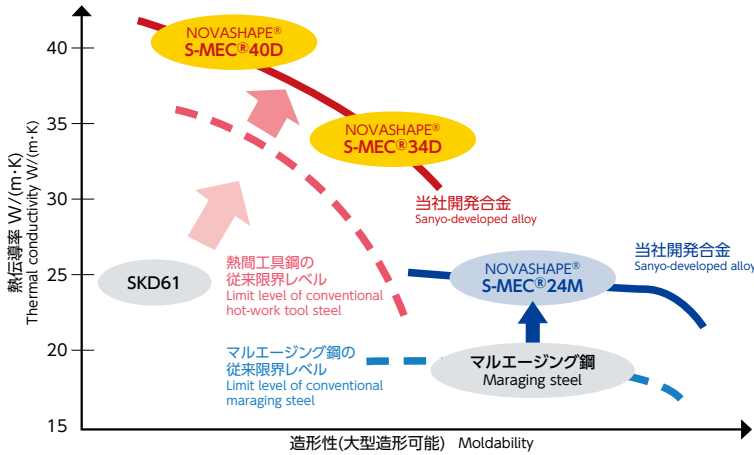 熱伝導率 W/(m·K)
Thermal conductivity W/(m·K)
40
35
30
25
20
15
NOVASHAPE®
S-MEC®40D
NOVASHAPE®
S-MEC®34D
当社開発合金
Sanyo-developed alloy
SKD61
熱間工具鋼の
従来限界レベル
Limit level of conventional
hot-work tool steel
当社開発合金
Sanyo-developed alloy
NOVASHAPE®
S-MEC®24M
マルエージング鋼の
従来限界レベル
Limit level of conventional
maraging steel
マルエージング鋼
Maraging steel
造形性(大型造形可能) Moldability